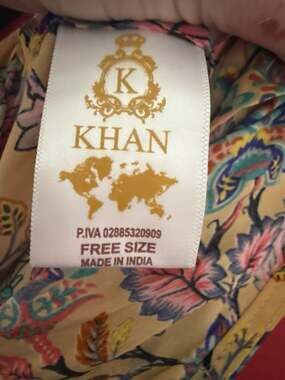 K
KHAN
P.IVA 02885320909
FREE SIZE
MADE IN INDIA